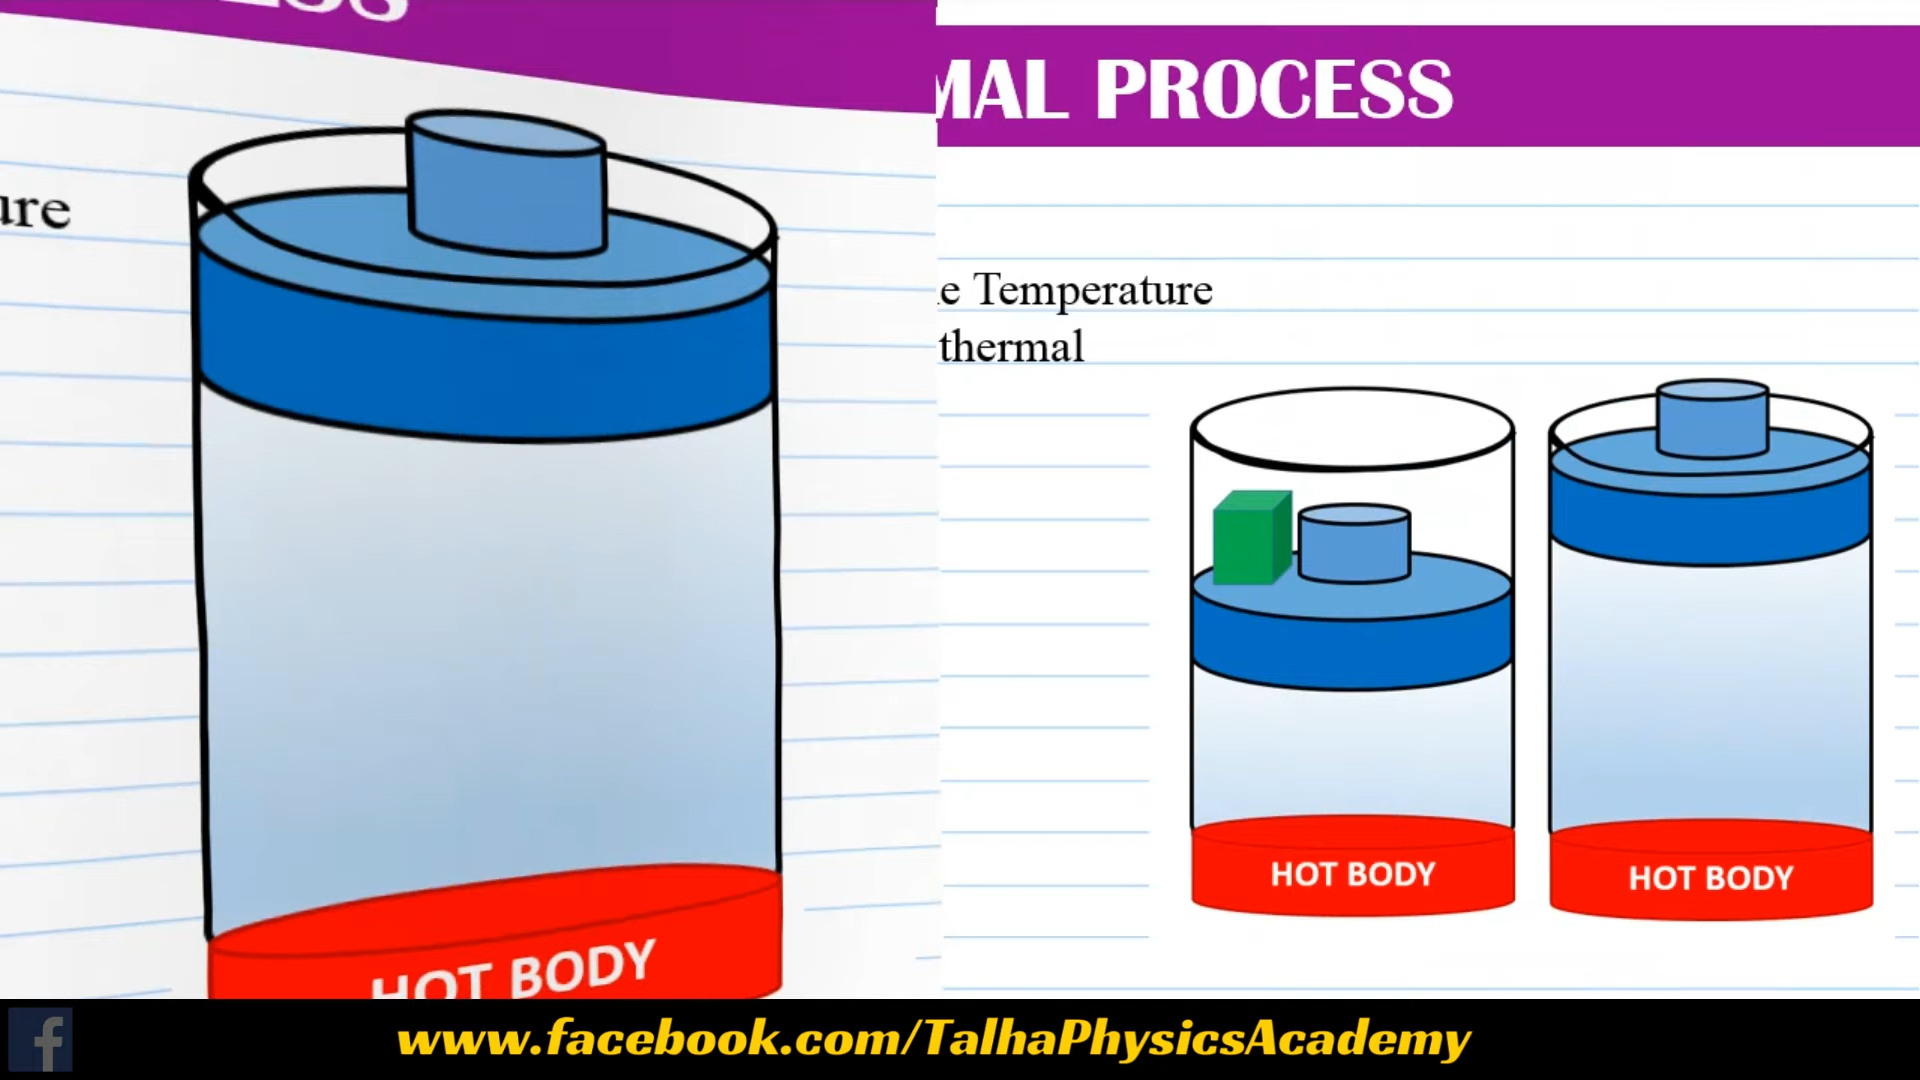 ure
HOT BODY
MAL PROCESS
e Temperature
thermal
HOT BODY
HOT BODY
www.facebook.com/TalhaPhysicsAcademy